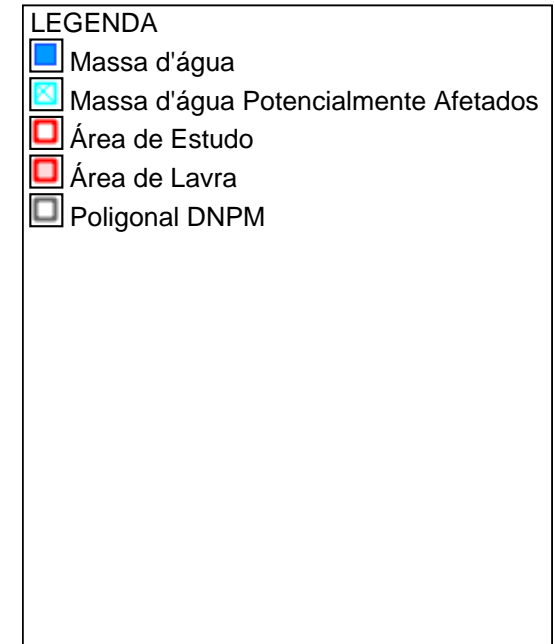 LEGENDA
Massa d'água
Massa d'água Potencialmente Afetados
Área de Estudo
Área de Lavra
Poligonal DNPM